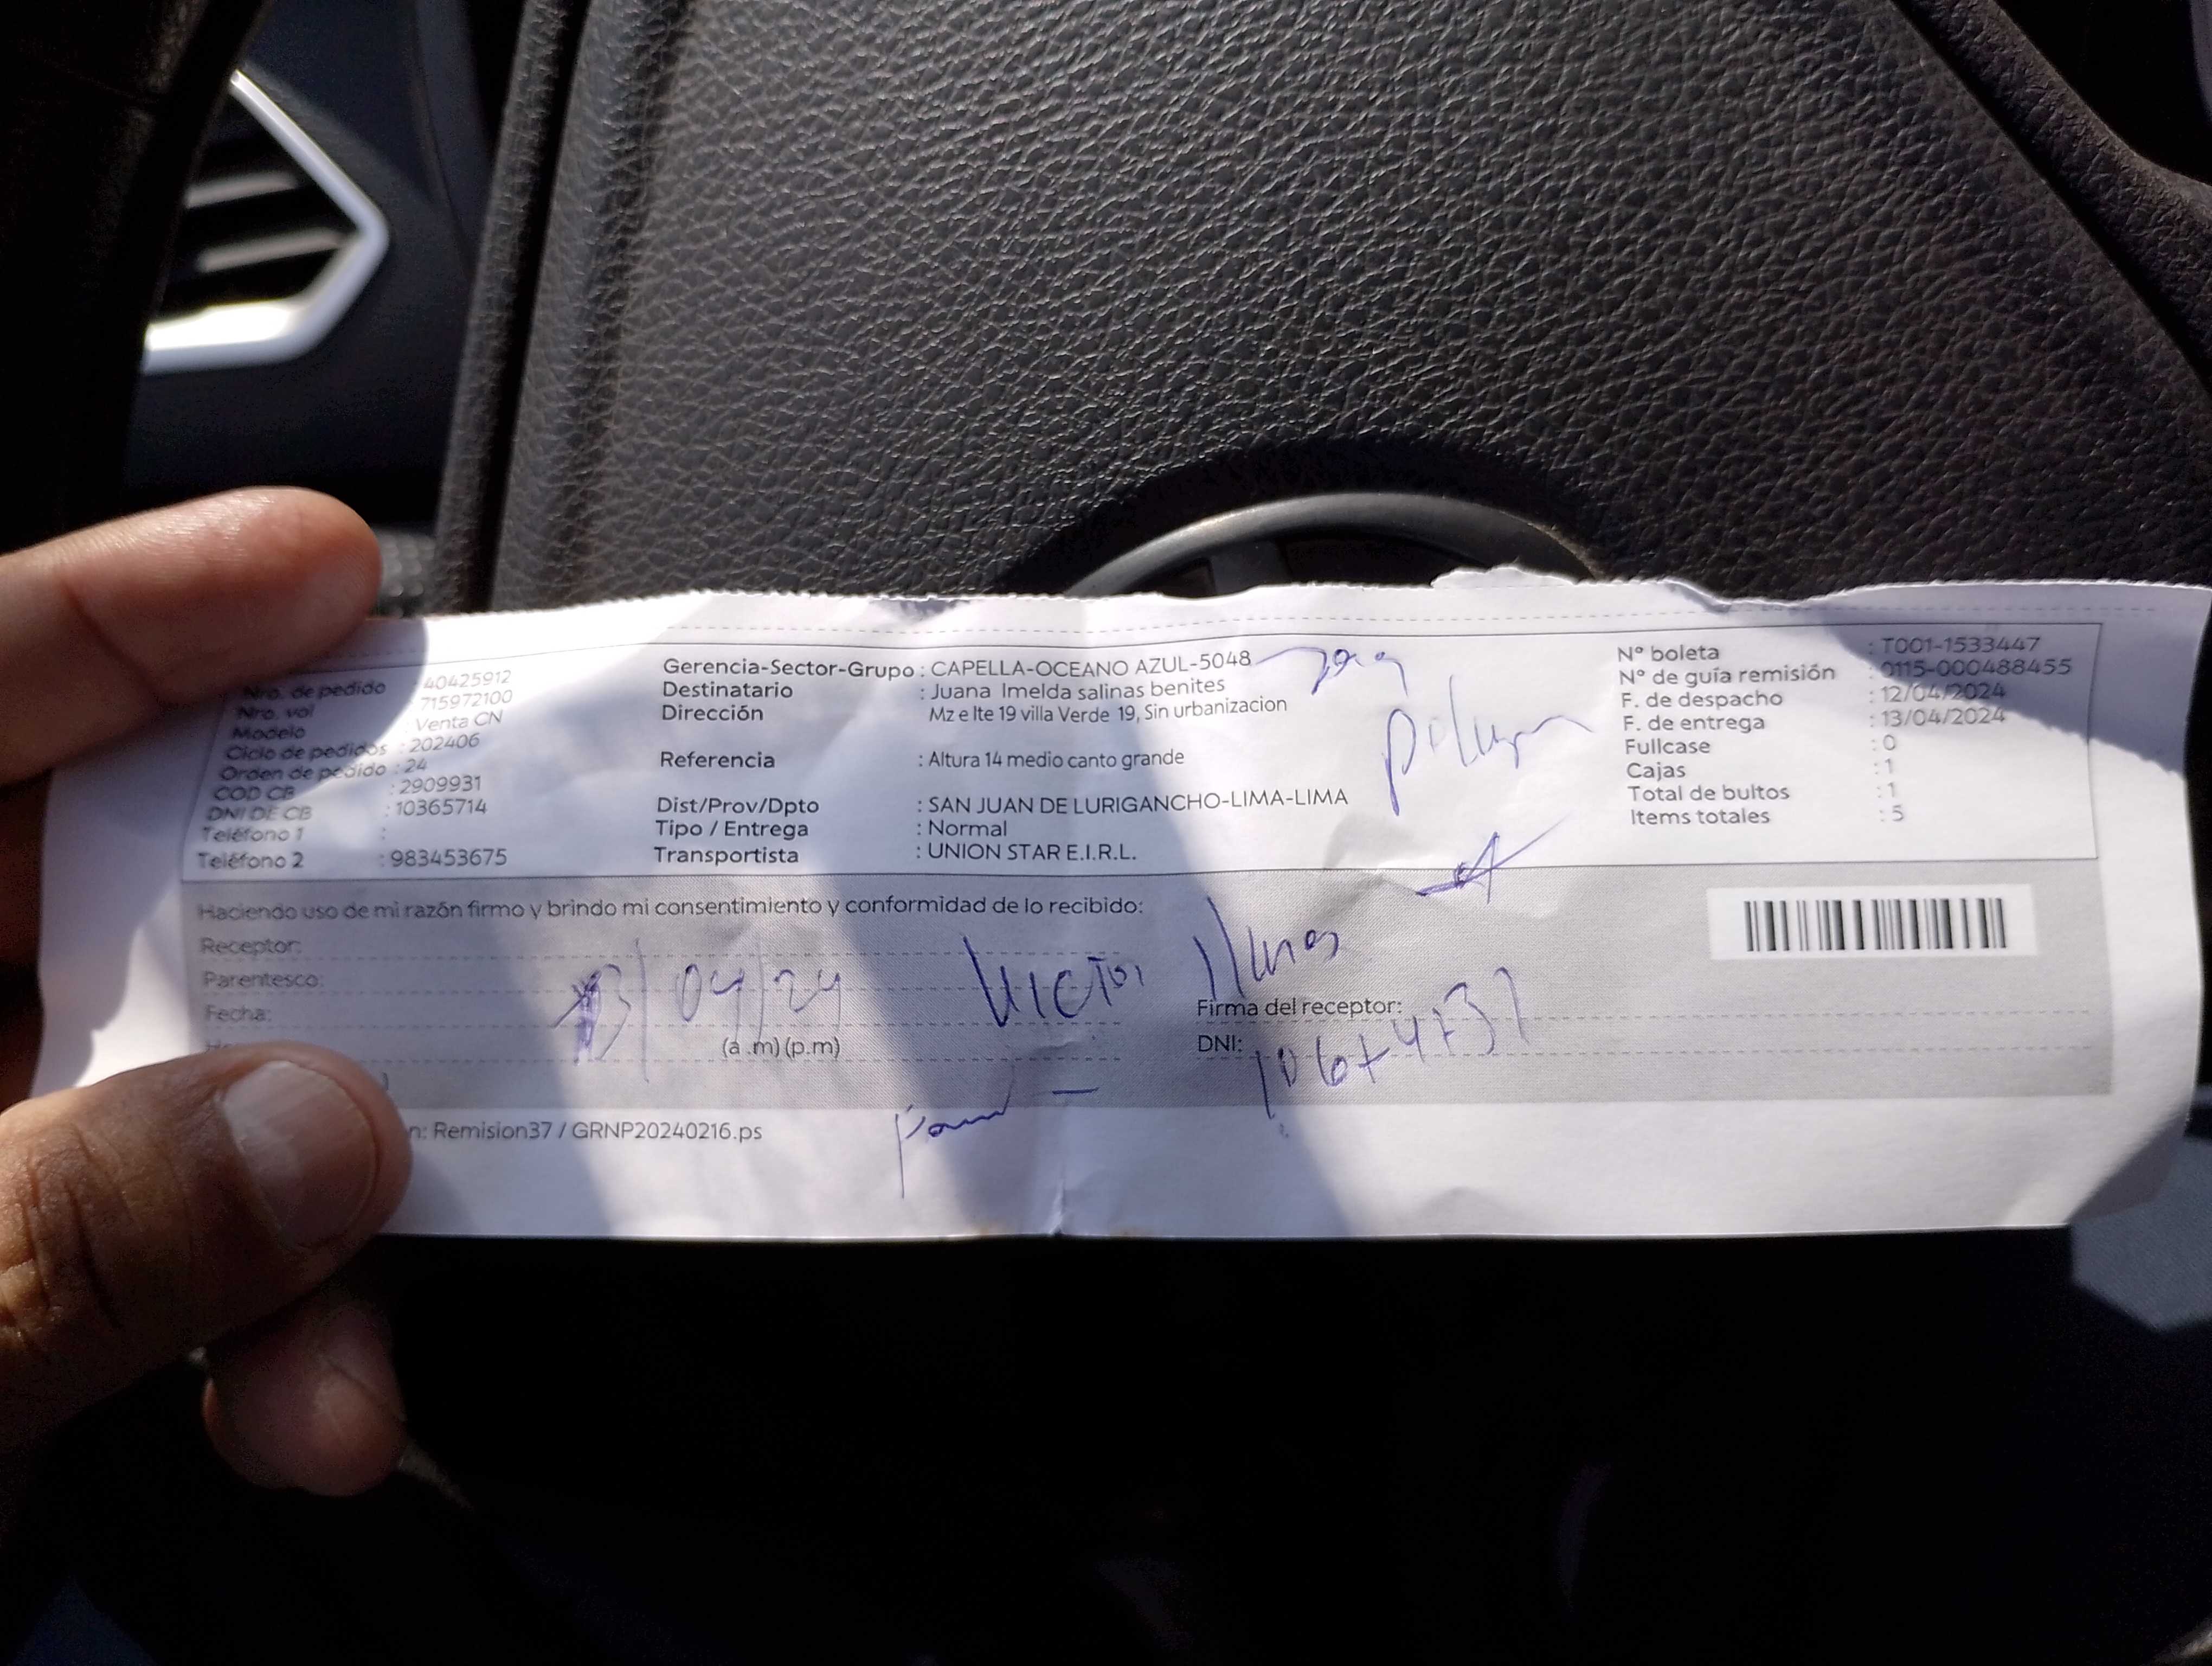 Nro. de pedido : 40425912
Nro. vol : 715972100
Modelo : Venta CN
Ciclo de pedidos : 202406
Orden de pedido : 24
COD CB : 2909931
DNI DE CB : 10365714
Teléfono 1 :
Teléfono 2 : 983453675
Gerencia-Sector-Grupo : CAPELLA-OCEANO AZUL-5048
Destinatario : Juana Imelda salinas benites
Dirección Mz e lte 19 villa Verde 19, Sin urbanizacion
Referencia : Altura 14 medio canto grande
Dist/Prov/Dpto : SAN JUAN DE LURIGANCHO-LIMA-LIMA
Tipo / Entrega : Normal
Transportista : UNION STAR E.I.R.L.
N° boleta : T001-1533447
N° de guía remisión : 0115-000488455
F. de despacho : 12/04/2024
F. de entrega : 13/04/2024
Fullcase : 0
Cajas : 1
Total de bultos : 1
Items totales : 5
Haciendo uso de mi razón firmo y brindo mi consentimiento y conformidad de lo recibido:
Receptor:
Parentesco:
Fecha: 13/04/24 Victor
(a .m) (p.m)
Firma del receptor:
DNI:
n: Remision37 / GRNP20240216.ps